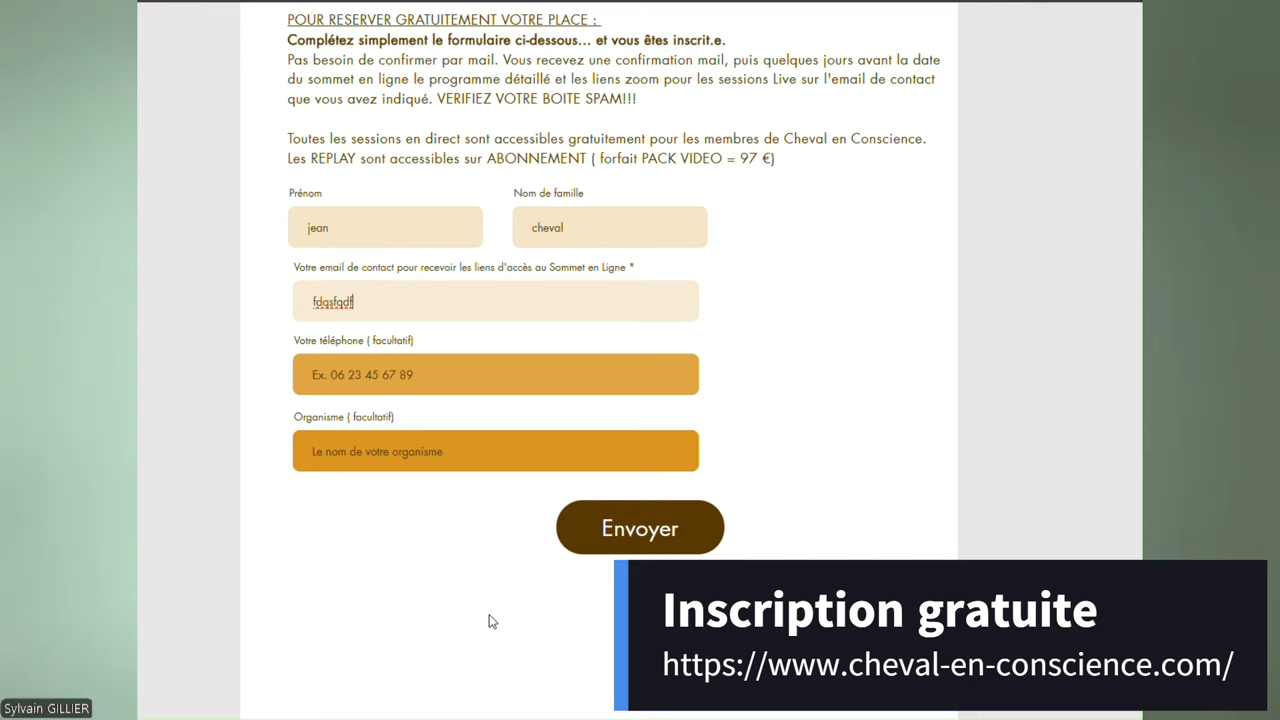 POUR RESERVER GRATUITEMENT VOTRE PLACE :
Complétez simplement le formulaire ci-dessous... et vous êtes inscrit.e.
Pas besoin de confirmer par mail. Vous recevez une confirmation mail, puis quelques jours avant la date
du sommet en ligne le programme détaillé et les liens zoom pour les sessions Live sur l'email de contact
que vous avez indiqué. VERIFIEZ VOTRE BOITE SPAM!!!
Toutes les sessions en direct sont accessibles gratuitement pour les membres de Cheval en Conscience.
Les REPLAY sont accessibles sur ABONNEMENT ( forfait PACK VIDEO = 97 €)
Prénom
Nom de famille
jean
cheval
Votre email de contact pour recevoir les liens d'accès au Sommet en Ligne *
fdqsfqdf
Votre téléphone ( facultatif)
Ex. 06 23 45 67 89
Organisme ( facultatif)
Le nom de votre organisme
Envoyer
Inscription gratuite
https://www.cheval-en-conscience.com/
Sylvain GILLIER